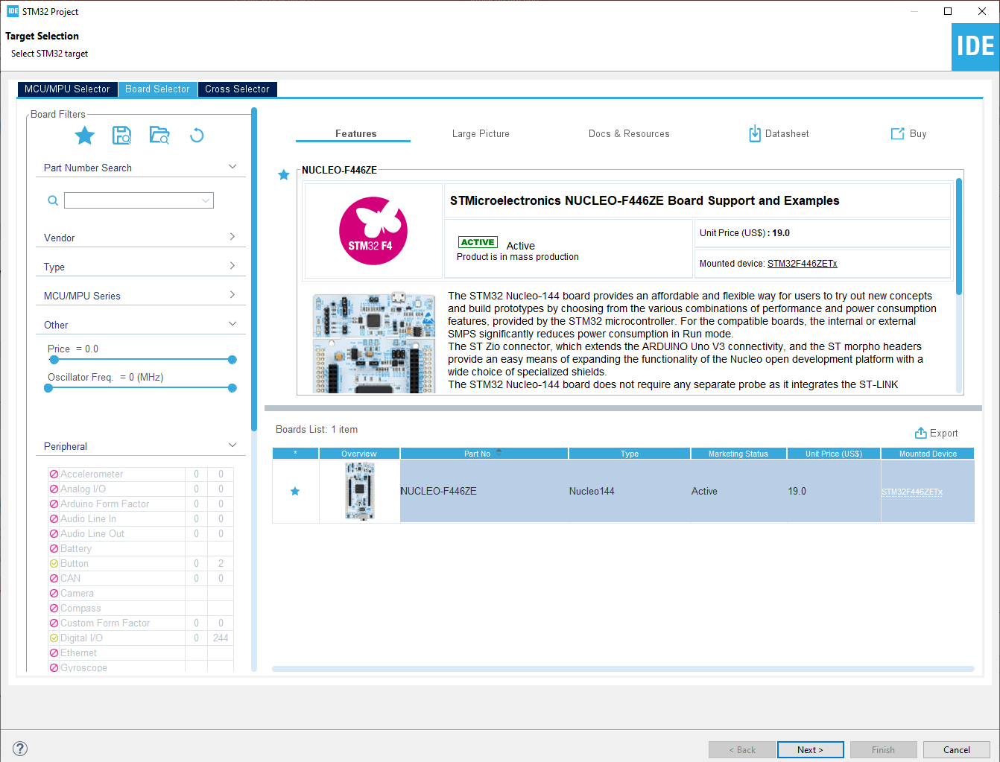 IDE STM32 Project
Target Selection
Select STM32 target
IDE
MCU/MPU Selector
Board Selector
Cross Selector
Board Filters
Part Number Search
Vendor
Type
MCU/MPU Series
Other
Price = 0.0
Oscillator Freq. = 0 (MHz)
Peripheral
Accelerometer 0 0
Analog I/O 0 0
Arduino Form Factor 0 0
Audio Line In 0 0
Audio Line Out 0 0
Battery
Button 0 2
CAN 0 0
Camera
Compass
Custom Form Factor 0 0
Digital I/O 0 244
Ethernet
Gyroscope
Features
Large Picture
Docs & Resources
Datasheet
Buy
NUCLEO-F446ZE
STM32 F4
STMicroelectronics NUCLEO-F446ZE Board Support and Examples
ACTIVE Active
Product is in mass production
Unit Price (US$) : 19.0
Mounted device: STM32F446ZETx
The STM32 Nucleo-144 board provides an affordable and flexible way for users to try out new concepts
and build prototypes by choosing from the various combinations of performance and power consumption
features, provided by the STM32 microcontroller. For the compatible boards, the internal or external
SMPS significantly reduces power consumption in Run mode.
The ST Zio connector, which extends the ARDUINO Uno V3 connectivity, and the ST morpho headers
provide an easy means of expanding the functionality of the Nucleo open development platform with a
wide choice of specialized shields.
The STM32 Nucleo-144 board does not require any separate probe as it integrates the ST-LINK
Boards List: 1 item
Export
* Overview Part No Type Marketing Status Unit Price (US$) Mounted Device
NUCLEO-F446ZE Nucleo144 Active 19.0 STM32F446ZETx
?
< Back
Next >
Finish
Cancel